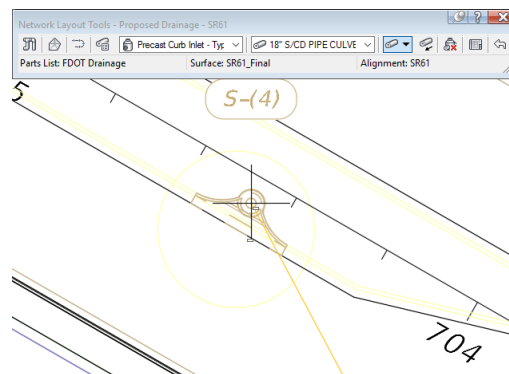 Network Layout Tools - Proposed Drainage - SR61
Precast Curb Inlet - Typ 18" S/CD PIPE CULVE
Parts List: FDOT Drainage Surface: SR61_Final Alignment: SR61
S-(4)
5
704